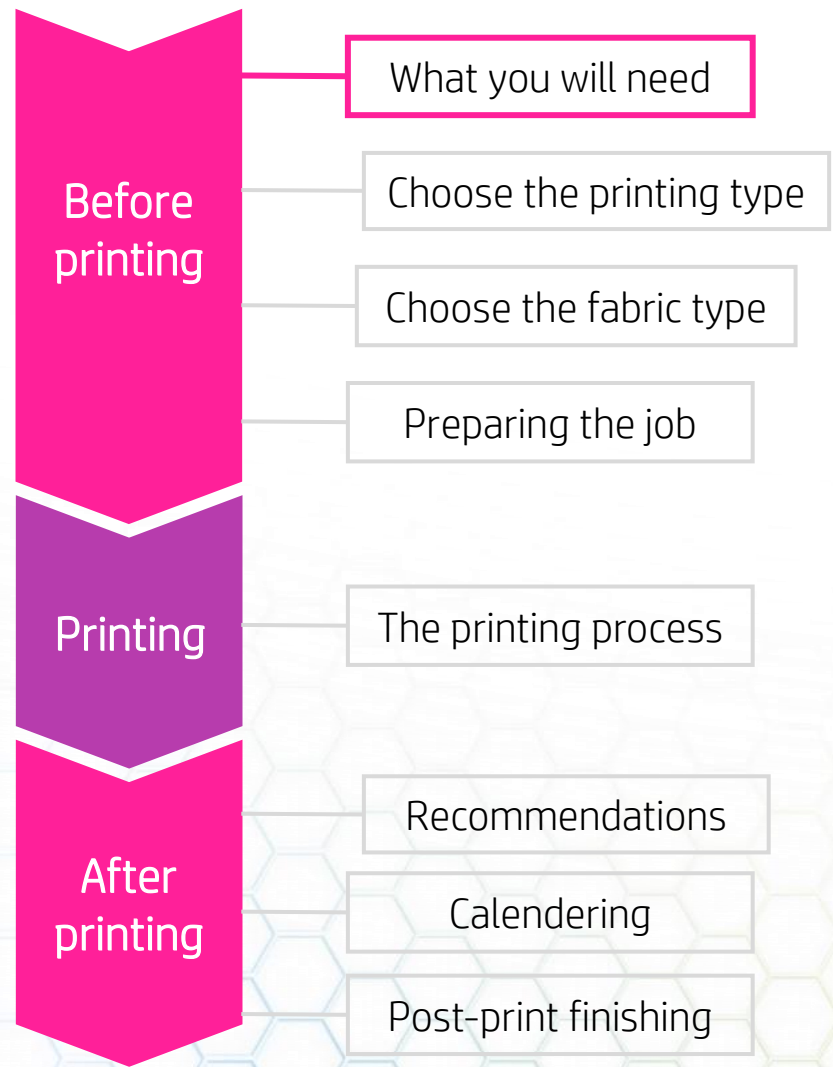 What you will need
Before
printing
Choose the printing type
Choose the fabric type
Preparing the job
Printing
The printing process
After
printing
Recommendations
Calendering
Post-print finishing